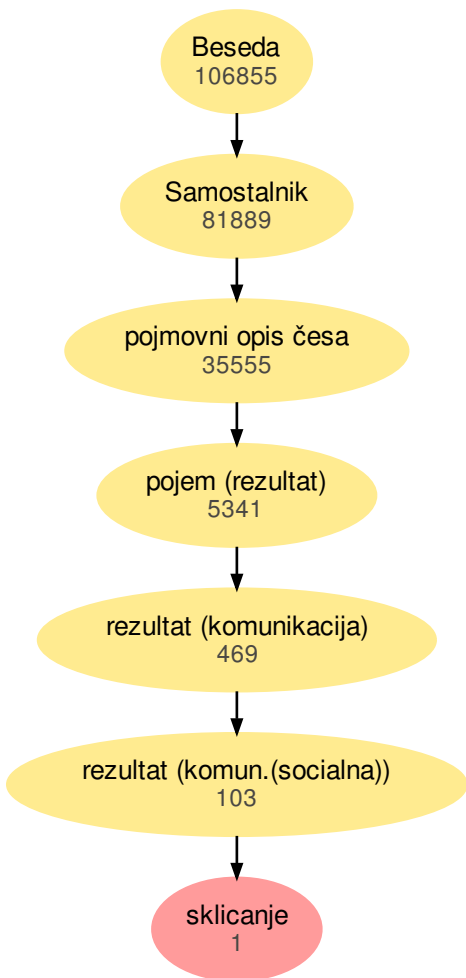 Beseda
106855
Samostalnik
81889
pojmovni opis česa
35555
pojem (rezultat)
5341
rezultat (komunikacija)
469
rezultat (komun.(socialna))
103
sklicanje
1